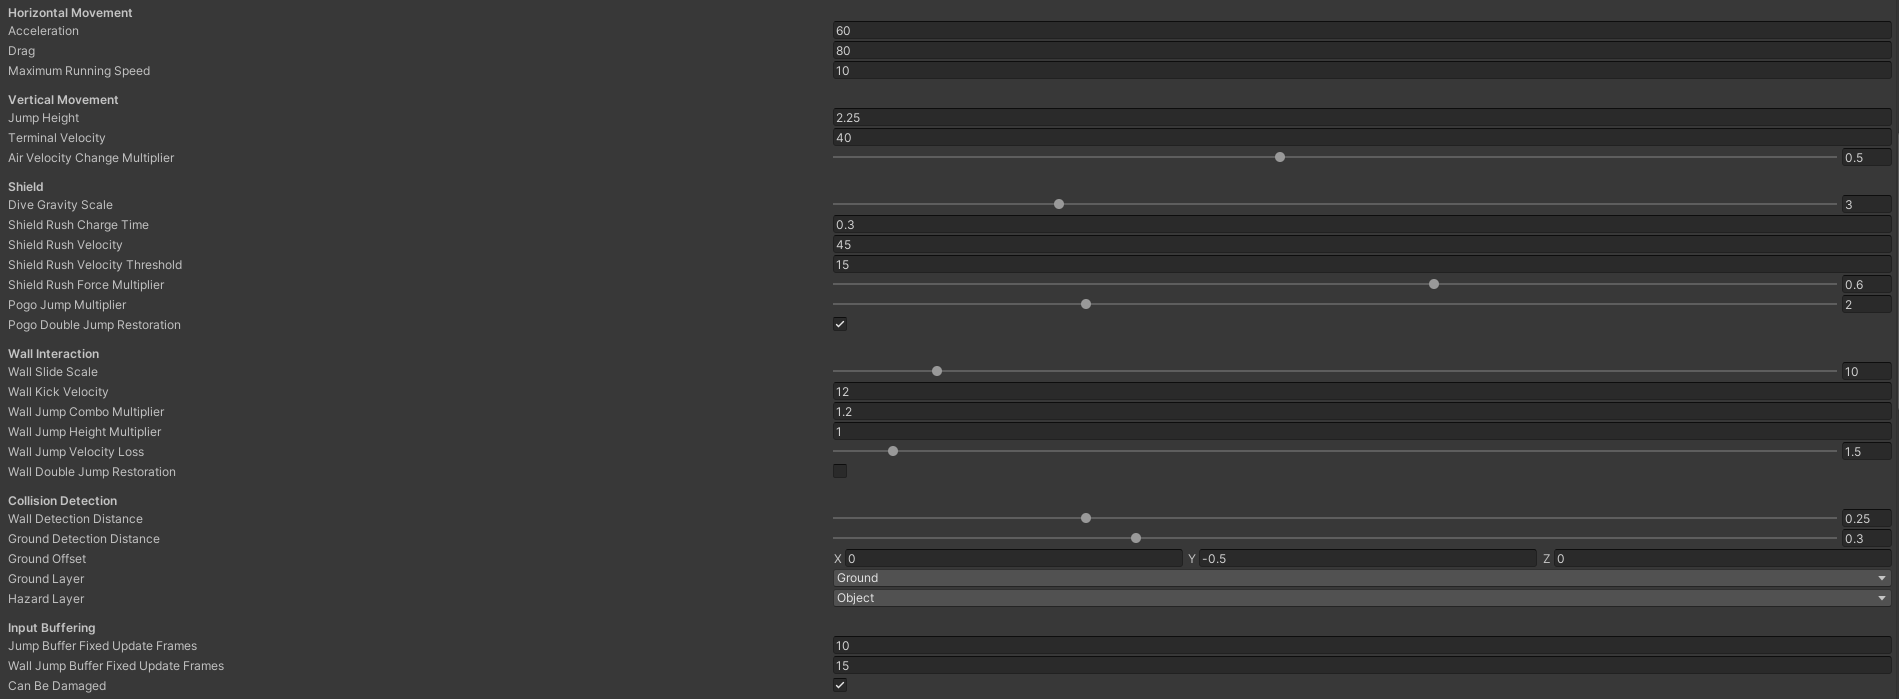 Horizontal Movement
Acceleration 60
Drag 80
Maximum Running Speed 10
Vertical Movement
Jump Height 2.25
Terminal Velocity 40
Air Velocity Change Multiplier 0.5
Shield
Dive Gravity Scale 3
Shield Rush Charge Time 0.3
Shield Rush Velocity 45
Shield Rush Velocity Threshold 15
Shield Rush Force Multiplier 0.6
Pogo Jump Multiplier 2
Pogo Double Jump Restoration
Wall Interaction
Wall Slide Scale 10
Wall Kick Velocity 12
Wall Jump Combo Multiplier 1.2
Wall Jump Height Multiplier 1
Wall Jump Velocity Loss 1.5
Wall Double Jump Restoration
Collision Detection
Wall Detection Distance 0.25
Ground Detection Distance 0.3
Ground Offset X 0 Y -0.5 Z 0
Ground Layer Ground
Hazard Layer Object
Input Buffering
Jump Buffer Fixed Update Frames 10
Wall Jump Buffer Fixed Update Frames 15
Can Be Damaged